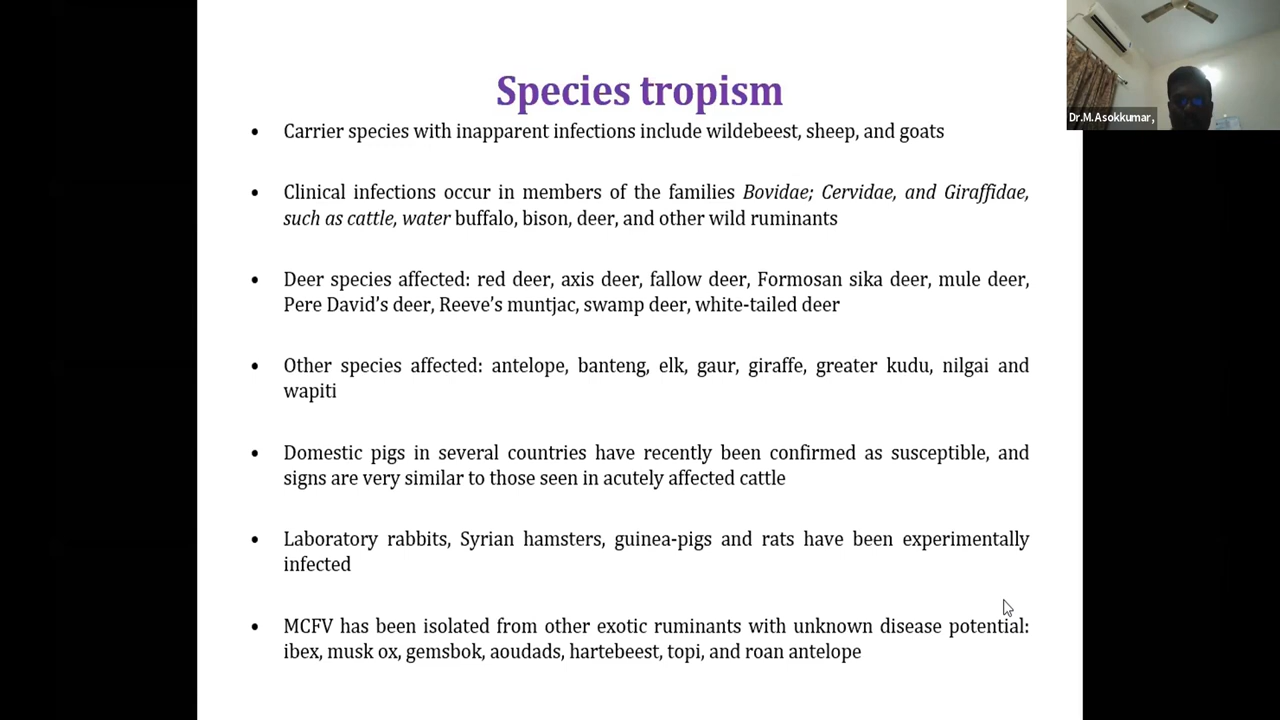 Species tropism
• Carrier species with inapparent infections include wildebeest, sheep, and goats
• Clinical infections occur in members of the families Bovidae; Cervidae, and Giraffidae,
such as cattle, water buffalo, bison, deer, and other wild ruminants
• Deer species affected: red deer, axis deer, fallow deer, Formosan sika deer, mule deer,
Pere David's deer, Reeve's muntjac, swamp deer, white-tailed deer
• Other species affected: antelope, banteng, elk, gaur, giraffe, greater kudu, nilgai and
wapiti
• Domestic pigs in several countries have recently been confirmed as susceptible, and
signs are very similar to those seen in acutely affected cattle
• Laboratory rabbits, Syrian hamsters, guinea-pigs and rats have been experimentally
infected
• MCFV has been isolated from other exotic ruminants with unknown disease potential:
ibex, musk ox, gemsbok, aoudads, hartebeest, topi, and roan antelope
Dr.M.Asokkumar,